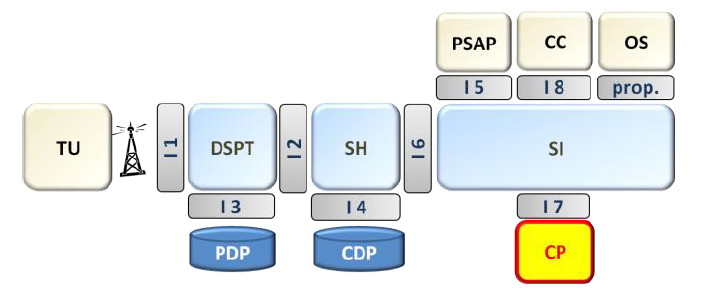 PSAP CC OS
I 5 I 8 prop.
TU I 1 DSPT I 2 SH I 6 SI
I 3 I 4 I 7
PDP CDP CP